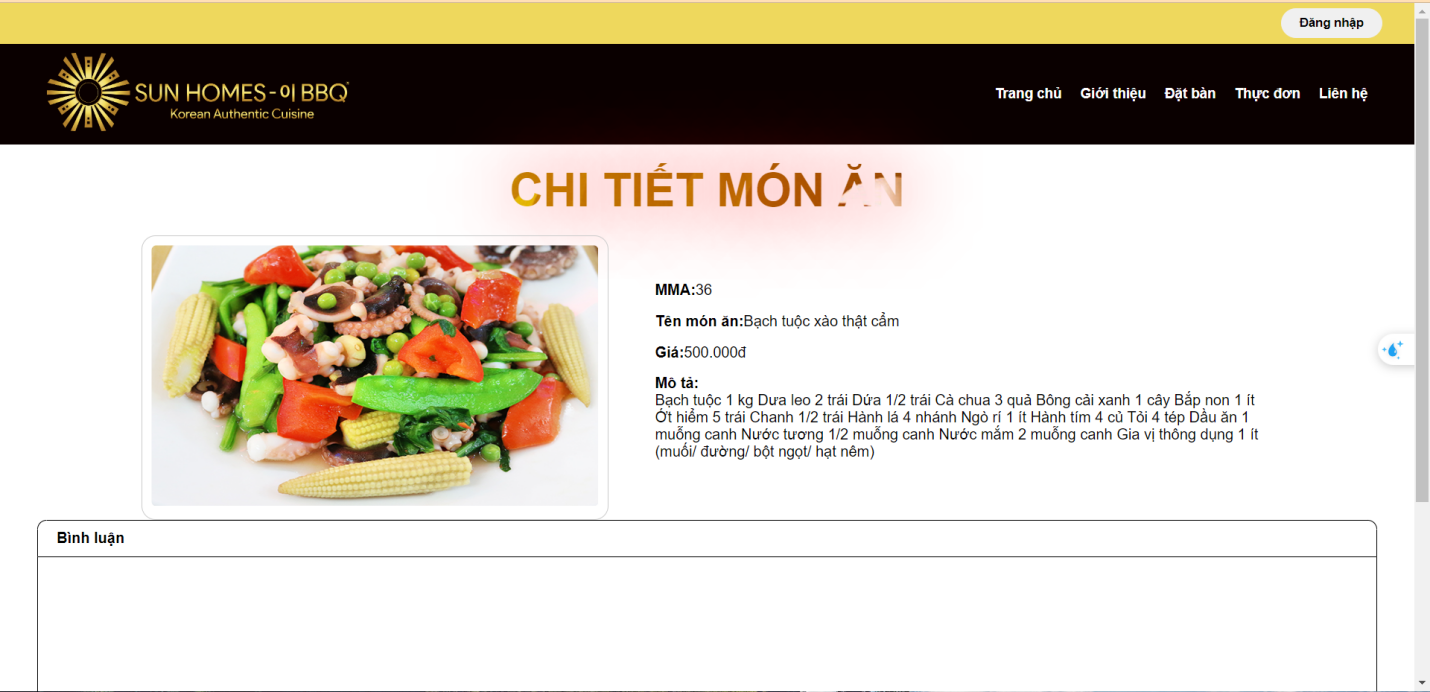 Đăng nhập
SUN HOMES - 이 BBQ
Korean Authentic Cuisine
Trang chủ Giới thiệu Đặt bàn Thực đơn Liên hệ
CHI TIẾT MÓN ĂN
MMA:36
Tên món ăn:Bạch tuộc xào thật cẩm
Giá:500.000đ
Mô tả:
Bạch tuộc 1 kg Dưa leo 2 trái Dứa 1/2 trái Cà chua 3 quả Bông cải xanh 1 cây Bắp non 1 ít
Ớt hiểm 5 trái Chanh 1/2 trái Hành lá 4 nhánh Ngò rí 1 ít Hành tím 4 củ Tỏi 4 tép Dầu ăn 1
muỗng canh Nước tương 1/2 muỗng canh Nước mắm 2 muỗng canh Gia vị thông dụng 1 ít
(muối/ đường/ bột ngọt/ hạt nêm)
Bình luận